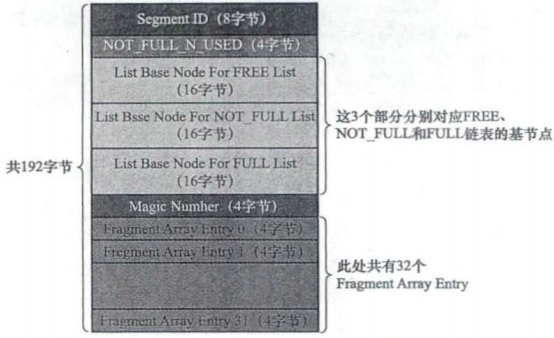 Segment ID（8字节）
NOT_FULL_N_USED（4字节）
List Base Node For FREE List
（16字节）
List Bsse Node For NOT_FULL List
（16字节）
List Base Node For FULL List
（16字节）
这3个部分分别对应FREE、
NOT_FULL和FULL链表的基节点
共192字节
Magic Numher（4字节）
Fragment Array Entry 0（4字节）
Fregment Array Entry 1（4字节）
此处共有32个
Fragment Array Entry
Fragment Array Entry 31（4字节）